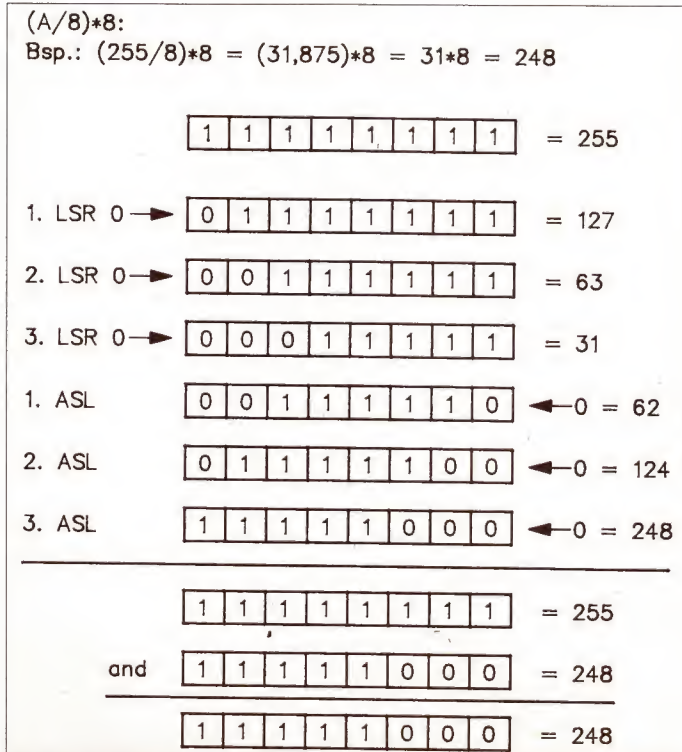 (A/8)*8:
Bsp.: (255/8)*8 = (31,875)*8 = 31*8 = 248
1 1 1 1 1 1 1 1 = 255
1. LSR 0 → 0 1 1 1 1 1 1 1 = 127
2. LSR 0 → 0 0 1 1 1 1 1 1 = 63
3. LSR 0 → 0 0 0 1 1 1 1 1 = 31
1. ASL 0 0 1 1 1 1 1 0 ← 0 = 62
2. ASL 0 1 1 1 1 1 0 0 ← 0 = 124
3. ASL 1 1 1 1 1 0 0 0 ← 0 = 248
1 1 1 1 1 1 1 1 = 255
and 1 1 1 1 1 0 0 0 = 248
1 1 1 1 1 0 0 0 = 248